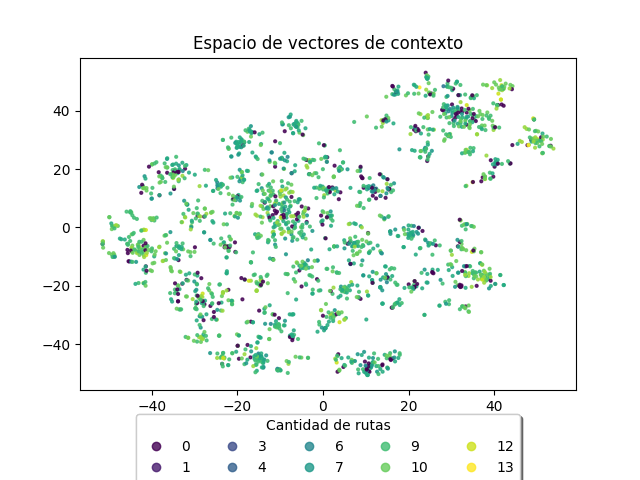 Espacio de vectores de contexto
40
20
0
−20
−40
−40 −20 0 20 40
Cantidad de rutas
0 3 6 9 12
1 4 7 10 13